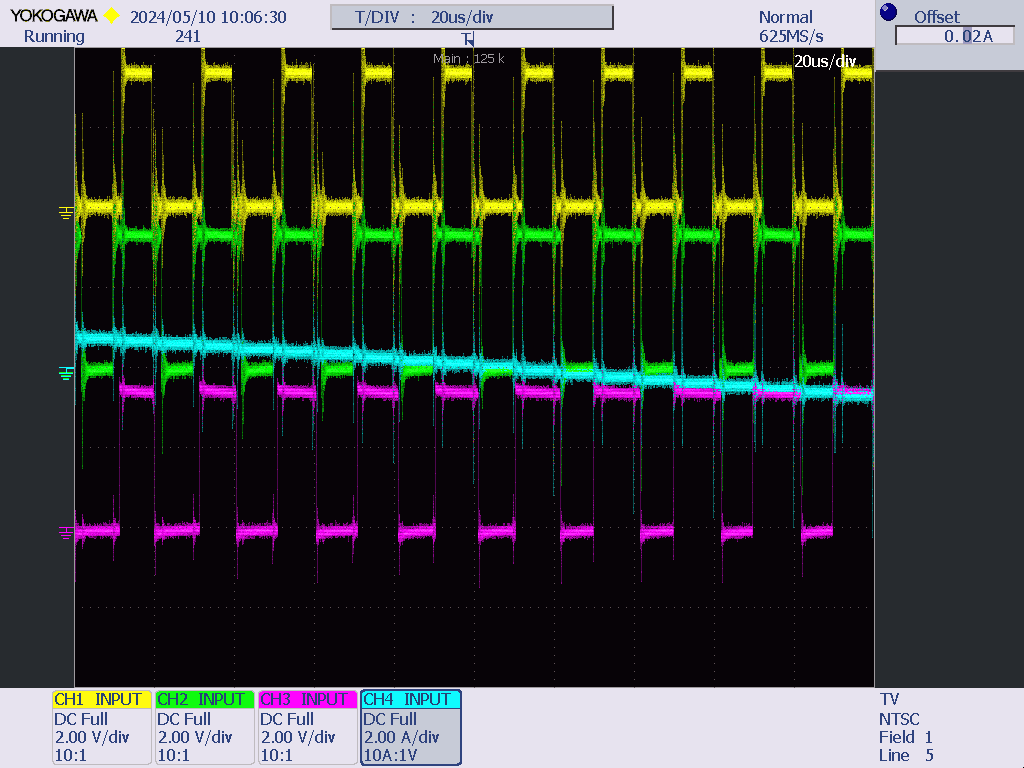 YOKOGAWA 2024/05/10 10:06:30
Running 241
T/DIV : 20us/div
T
Normal
625MS/s
Offset
0.02A
Main : 125 k
20us/div
CH1 INPUT
DC Full
2.00 V/div
10:1
CH2 INPUT
DC Full
2.00 V/div
10:1
CH3 INPUT
DC Full
2.00 V/div
10:1
CH4 INPUT
DC Full
2.00 A/div
10A:1V
TV
NTSC
Field 1
Line 5